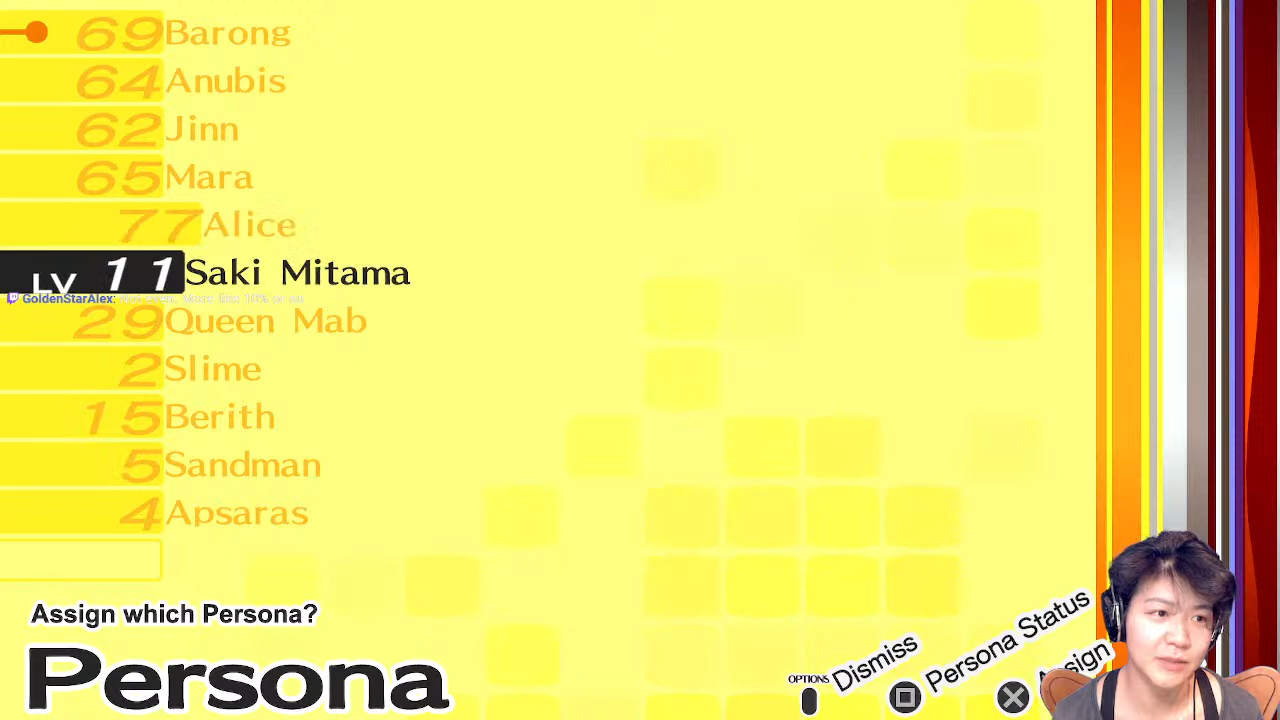 69 Barong
64 Anubis
62 Jinn
65 Mara
77 Alice
LV 11 Saki Mitama
GoldenStarAlex:
29 Queen Mab
2 Slime
15 Berith
5 Sandman
4 Apsaras
Assign which Persona?
Persona
OPTIONS Dismiss
Persona Status